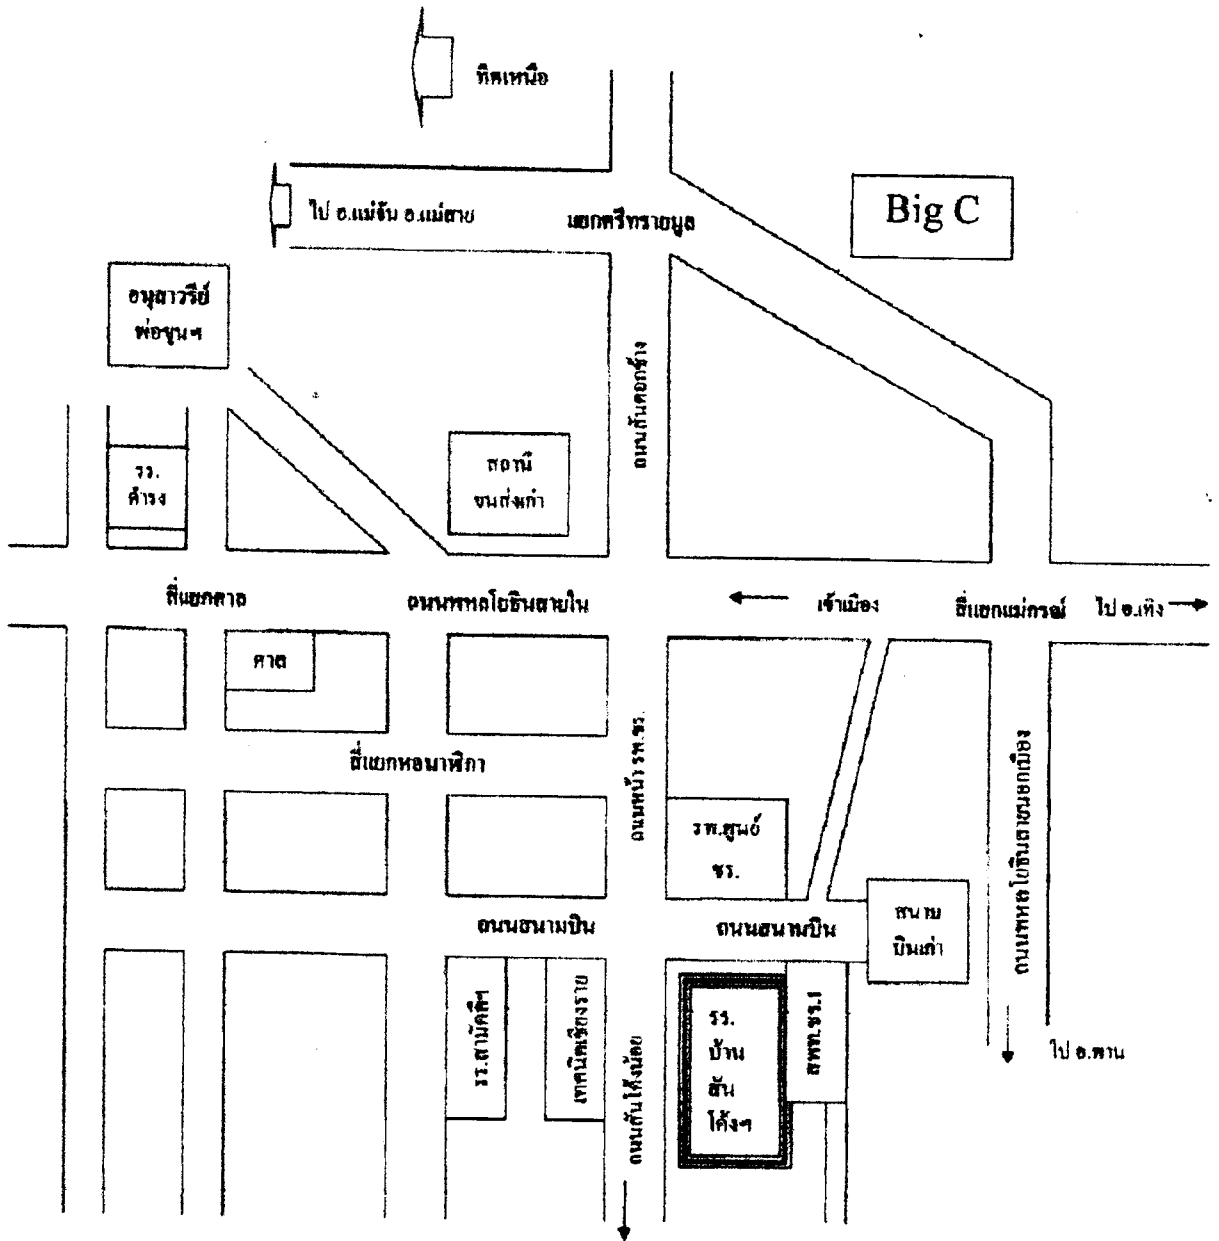 ทิศเหนือ
Big C
ไป อ.แม่จัน อ.แม่สาย
แยกศรีทรายมูล
อนุสาวรีย์
พ่อขุนฯ
ถนนสันคอกช้าง
รร.
ดำรง
สถานี
ขนส่งเก่า
สี่แยกศาล
ถนนพหลโยธินสายใน
เข้าเมือง
สี่แยกแม่กรณ์
ไป อ.เทิง
ศาล
สี่แยกหอนาฬิกา
ถนนหน้า รพ.ชร.
ถนนพหลโยธินสายนอกเมือง
รพ.ศูนย์
ชร.
ถนนสนามบิน
ถนนสนามบิน
สนาม
บินเก่า
รร.สามัคคีฯ
เทคนิคเชียงราย
ถนนสันโค้งน้อย
รร.
บ้าน
สัน
โค้งฯ
สพท.ชร.1
ไป อ.พาน